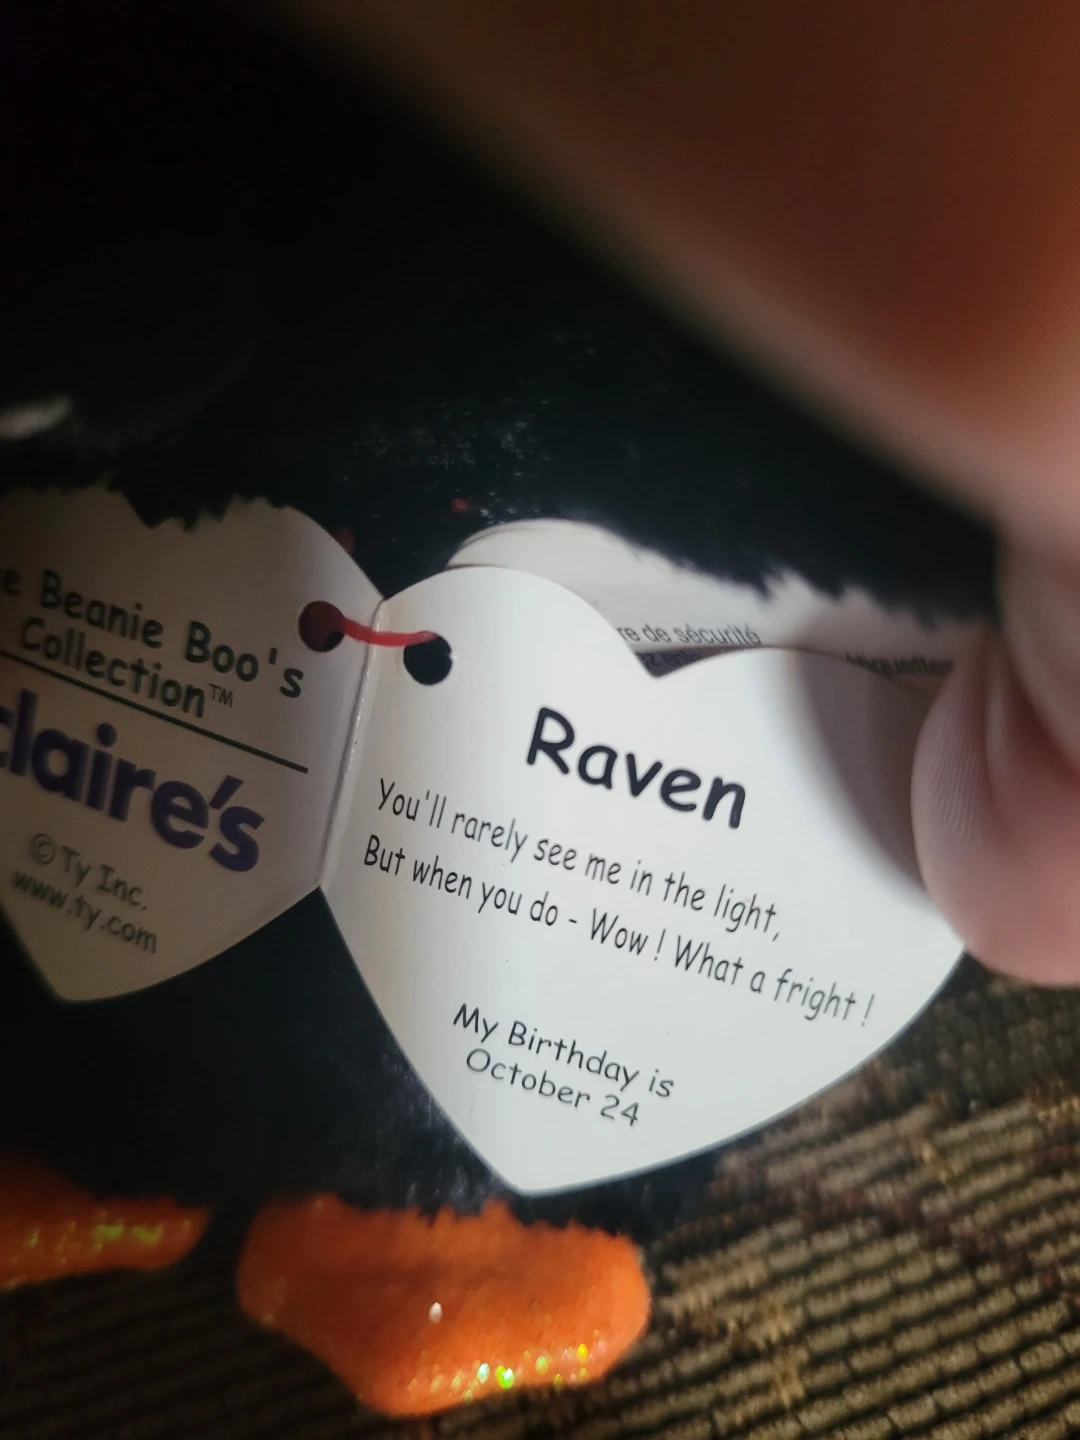 Beanie Boo's
Collection™
claire's
© Ty Inc.
www.ty.com
de sécurité
Raven
You'll rarely see me in the light,
But when you do - Wow! What a fright!
My Birthday is
October 24